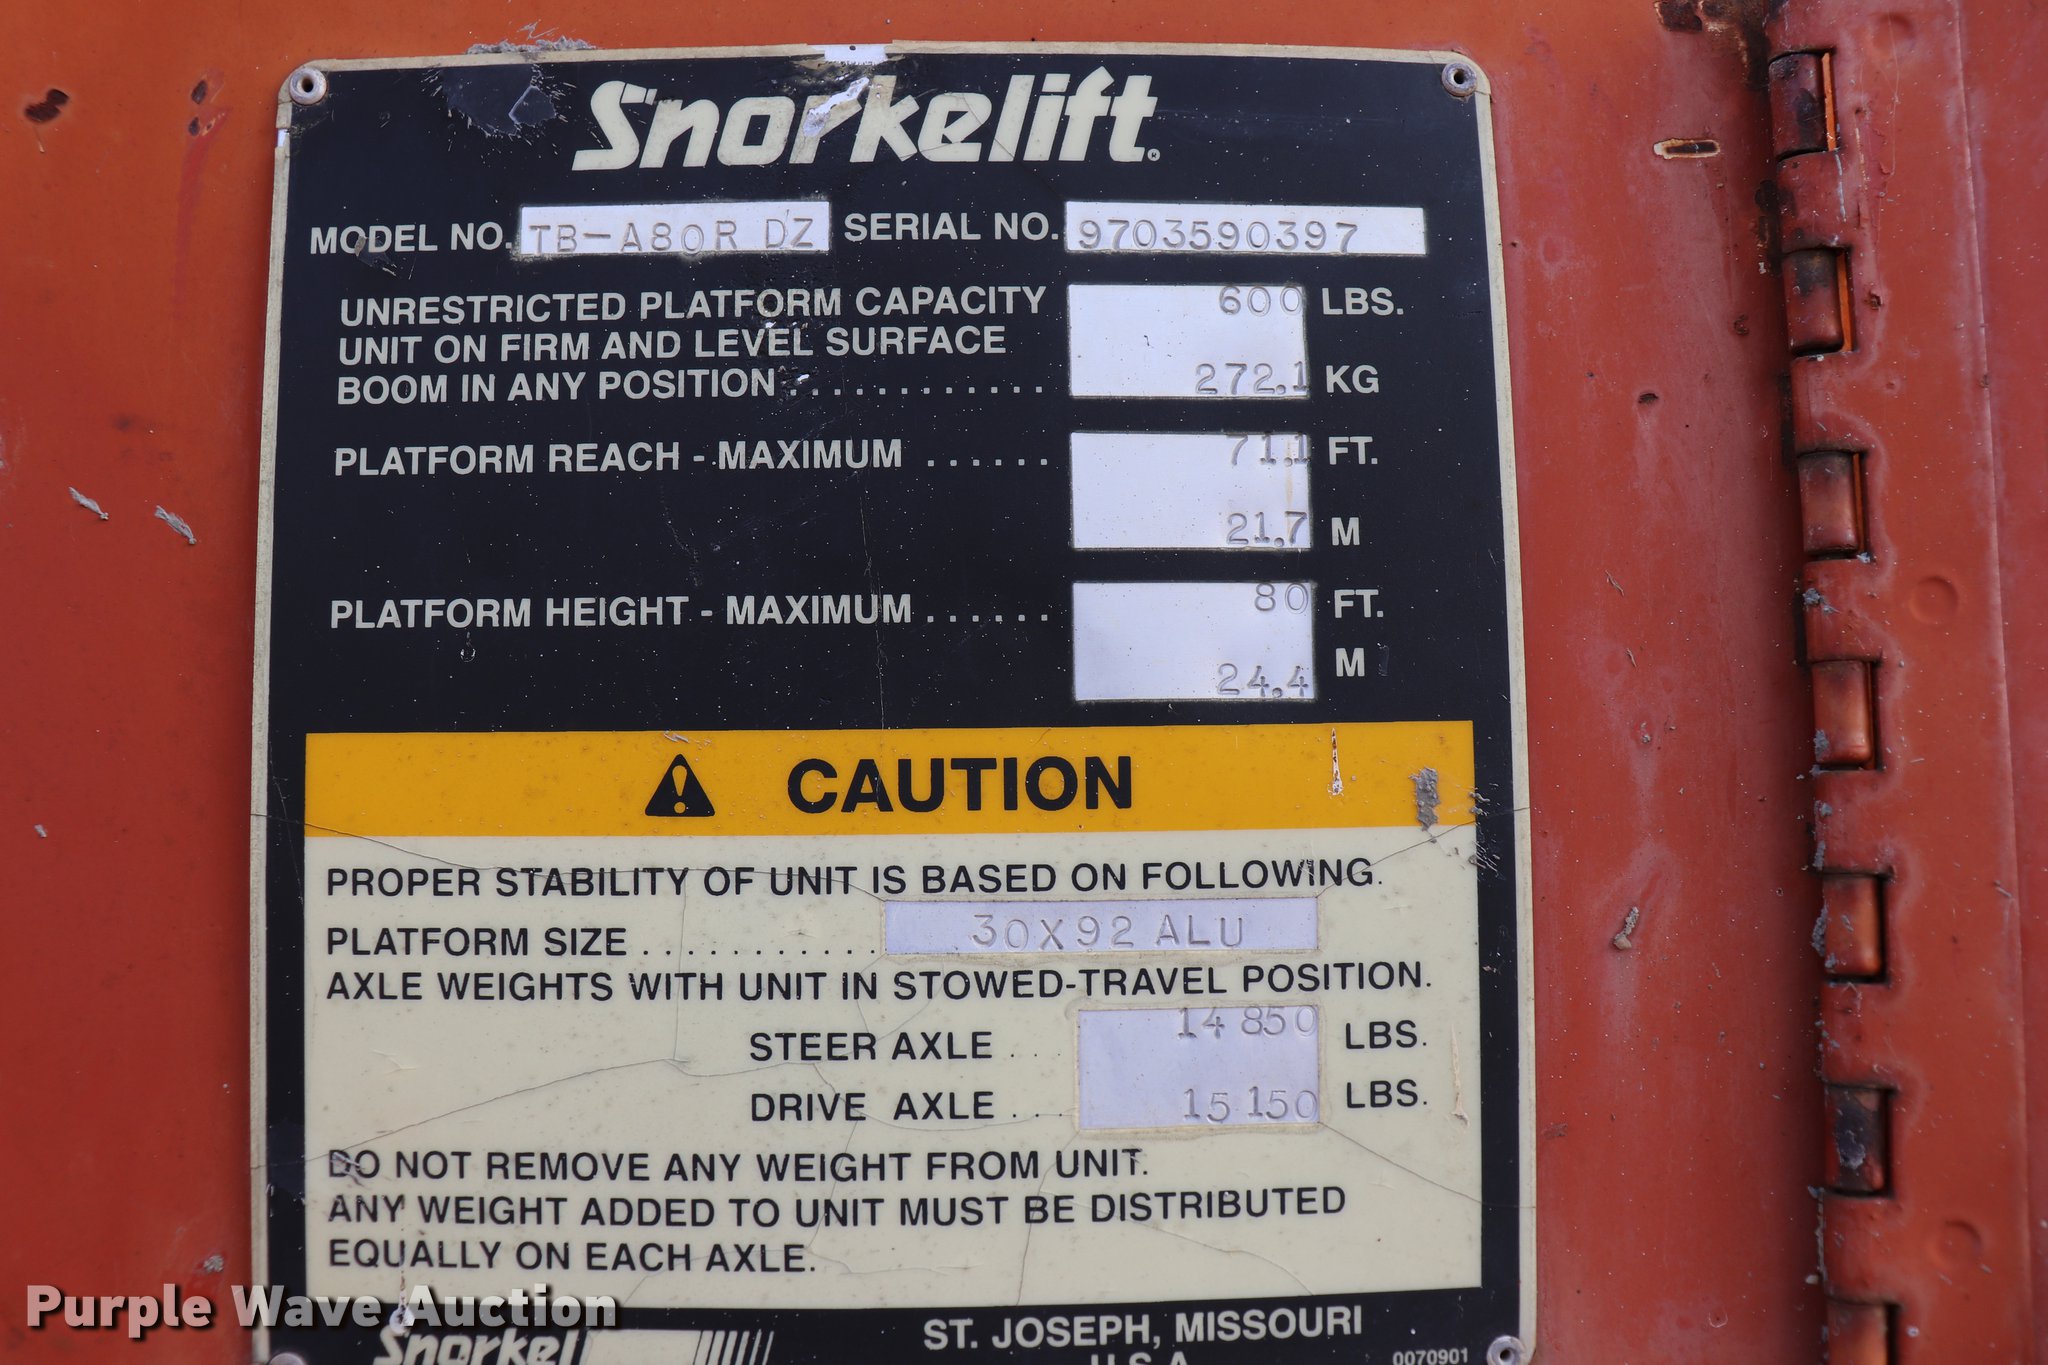 Snorkelift®
MODEL NO. TB-A80R DZ SERIAL NO. 9703590397
UNRESTRICTED PLATFORM CAPACITY 600 LBS.
UNIT ON FIRM AND LEVEL SURFACE
BOOM IN ANY POSITION............ 272.1 KG
PLATFORM REACH - MAXIMUM ...... 71.1 FT.
21.7 M
PLATFORM HEIGHT - MAXIMUM ...... 80 FT.
24.4 M
CAUTION
PROPER STABILITY OF UNIT IS BASED ON FOLLOWING.
PLATFORM SIZE............ 30X92 ALU
AXLE WEIGHTS WITH UNIT IN STOWED-TRAVEL POSITION.
STEER AXLE ... 14 850 LBS.
DRIVE AXLE ... 15 150 LBS.
DO NOT REMOVE ANY WEIGHT FROM UNIT.
ANY WEIGHT ADDED TO UNIT MUST BE DISTRIBUTED
EQUALLY ON EACH AXLE.
Purple Wave Auction
Snorkel
ST. JOSEPH, MISSOURI
U.S.A.
0070901